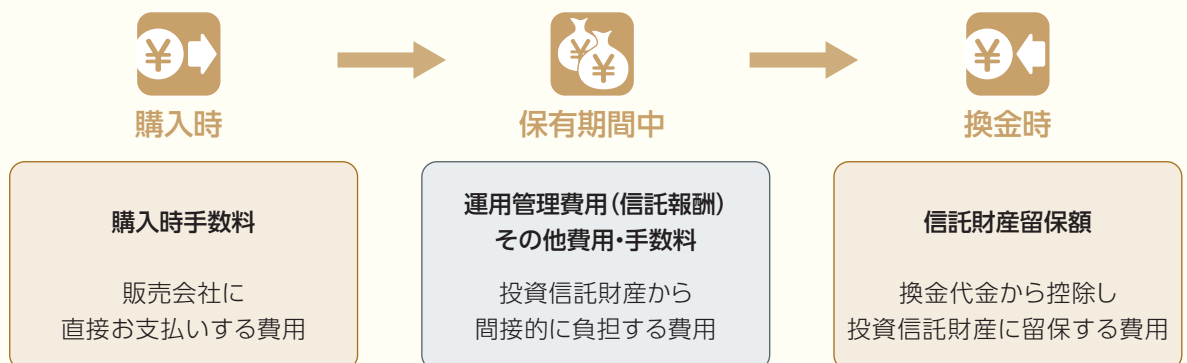 購入時
保有期間中
換金時
購入時手数料
販売会社に
直接お支払いする費用
運用管理費用(信託報酬)
その他費用・手数料
投資信託財産から
間接的に負担する費用
信託財産留保額
換金代金から控除し
投資信託財産に留保する費用